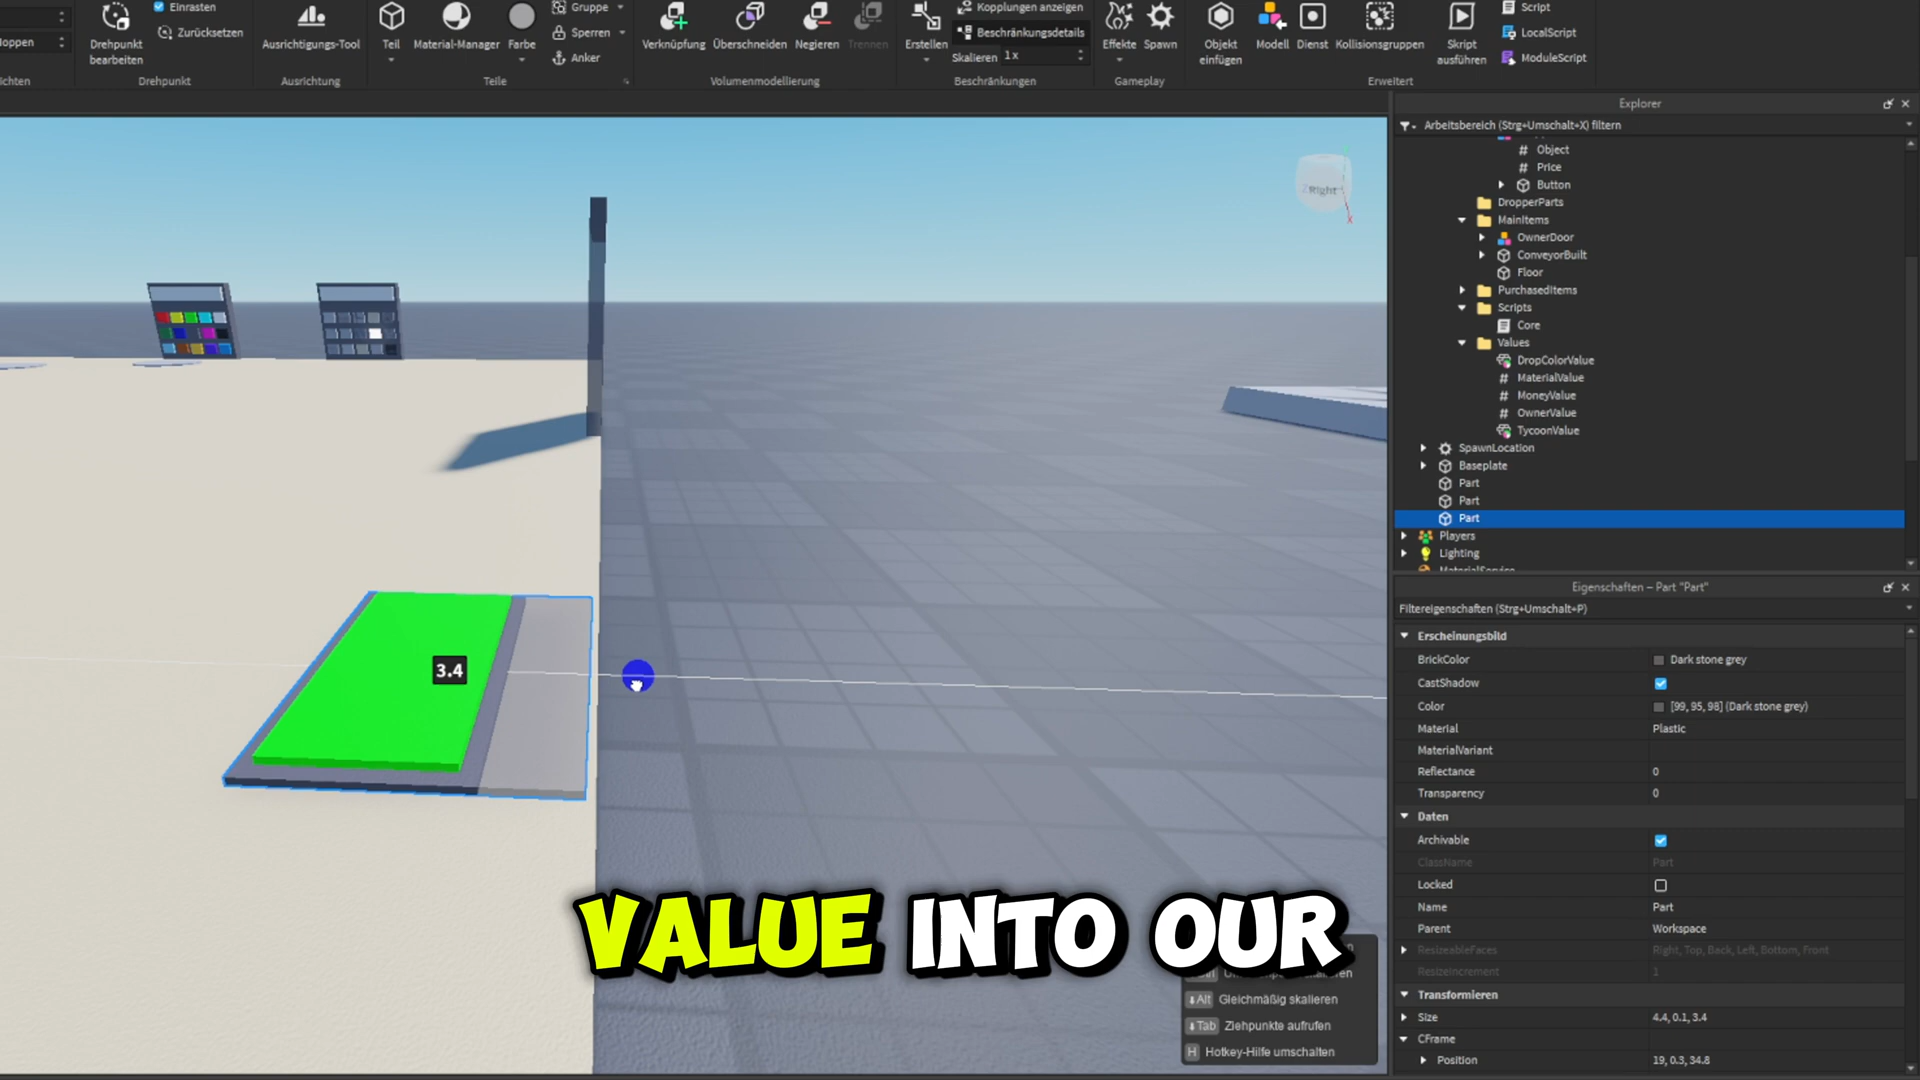 Einrasten
Zurücksetzen
Drehpunkt
bearbeiten
Drehpunkt
Ausrichtungs-Tool
Ausrichtung
Teil
Material-Manager
Farbe
Gruppe
Sperren
Anker
Teile
Verknüpfung
Überschneiden
Negieren
Trennen
Volumenmodellierung
Erstellen
Kopplungen anzeigen
Beschränkungsdetails
Skalieren 1x
Beschränkungen
Effekte
Spawn
Gameplay
Objekt
einfügen
Modell
Dienst
Kollisionsgruppen
Skript
ausführen
Script
LocalScript
ModuleScript
Erweitert
Explorer
Arbeitsbereich (Strg+Umschalt+X) filtern
# Object
# Price
Button
DropperParts
MainItems
OwnerDoor
ConveyorBuilt
Floor
PurchasedItems
Scripts
Core
Values
DropColorValue
# MaterialValue
# MoneyValue
# OwnerValue
TycoonValue
SpawnLocation
Baseplate
Part
Part
Part
Players
Lighting
MaterialService
Right
X
3.4
Eigenschaften – Part "Part"
Filtereigenschaften (Strg+Umschalt+P)
Erscheinungsbild
BrickColor Dark stone grey
CastShadow
Color [99, 95, 98] (Dark stone grey)
Material Plastic
MaterialVariant
Reflectance 0
Transparency 0
Daten
Archivable
ClassName Part
Locked
Name Part
Parent Workspace
ResizeableFaces Right, Top, Back, Left, Bottom, Front
ResizeIncrement 1
Transformieren
Size 4.4, 0.1, 3.4
CFrame
Position 19, 0.3, 34.8
VALUE INTO OUR
Alt Gleichmäßig skalieren
Tab Ziehpunkte aufrufen
H Hotkey-Hilfe umschalten